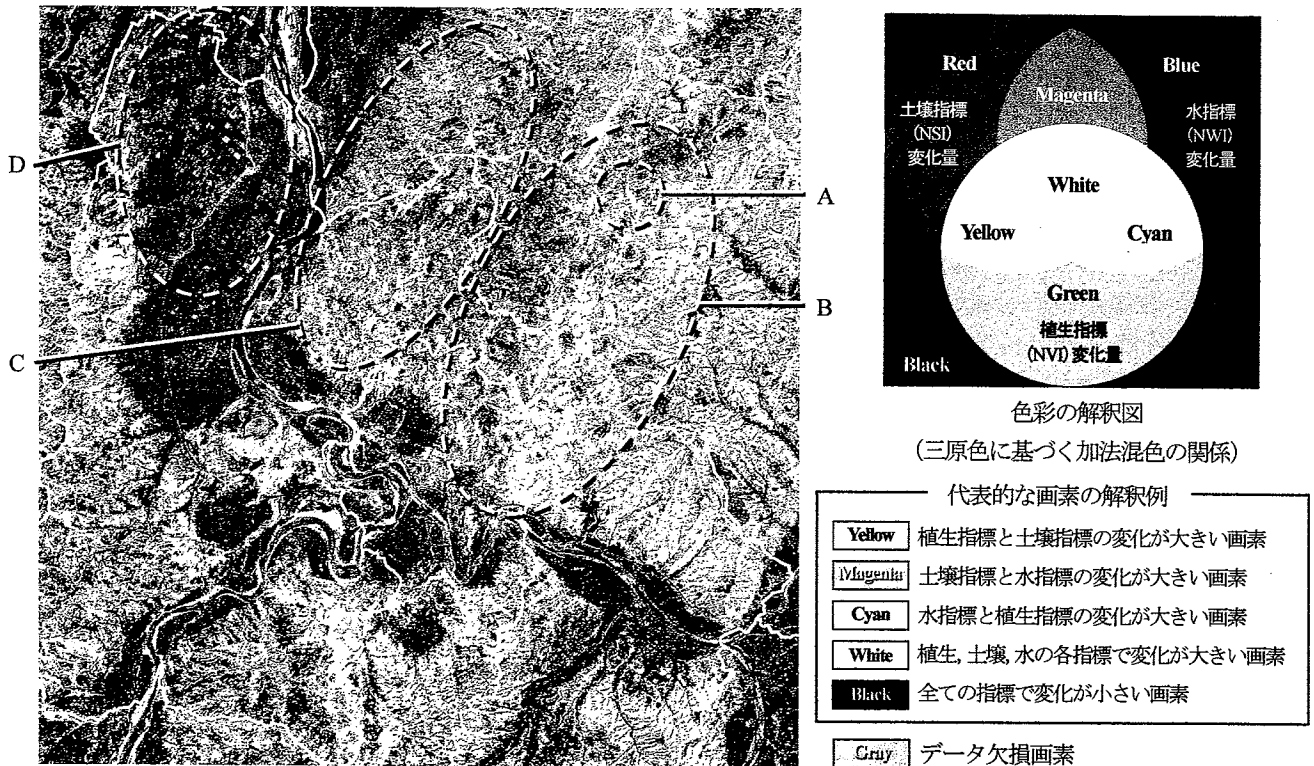 D
C
A
B
Red
Blue
Magenta
土壌指標
(NSI)
変化量
水指標
(NWI)
変化量
White
Yellow
Cyan
Green
植生指標
(NVI)変化量
Black
色彩の解釈図
(三原色に基づく加法混色の関係)
代表的な画素の解釈例
Yellow 植生指標と土壌指標の変化が大きい画素
Magenta 土壌指標と水指標の変化が大きい画素
Cyan 水指標と植生指標の変化が大きい画素
White 植生, 土壌, 水の各指標で変化が大きい画素
Black 全ての指標で変化が小さい画素
Gray データ欠損画素